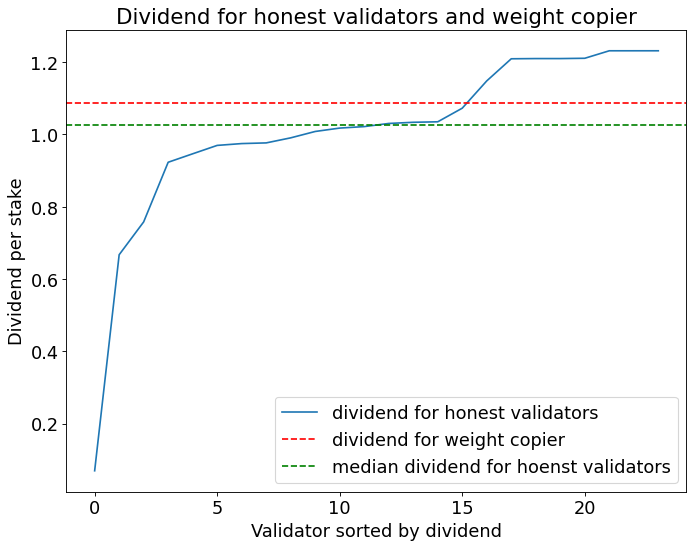 Dividend for honest validators and weight copier
Dividend per stake
1.2
1.0
0.8
0.6
0.4
0.2
dividend for honest validators
dividend for weight copier
median dividend for hoenst validators
0 5 10 15 20
Validator sorted by dividend